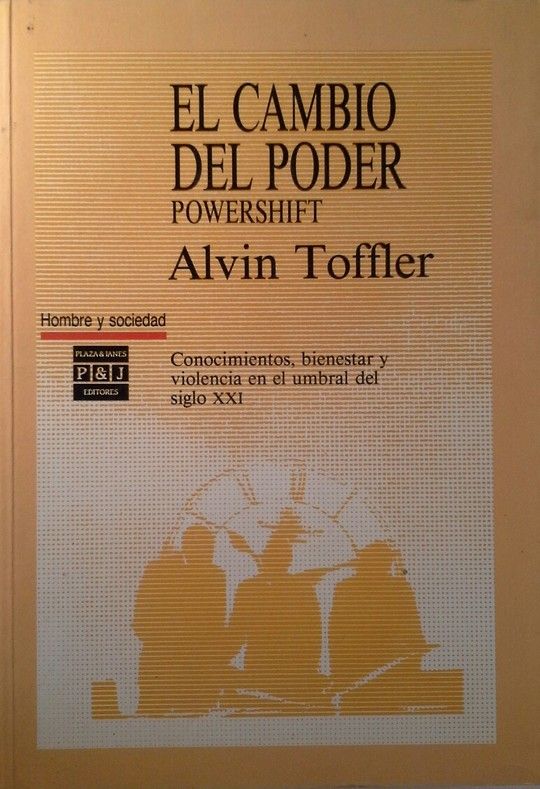 EL CAMBIO
DEL PODER
POWERSHIFT
Alvin Toffler
Hombre y sociedad
PLAZA & JANES
P & J
EDITORES
Conocimientos, bienestar y
violencia en el umbral del
siglo XXI